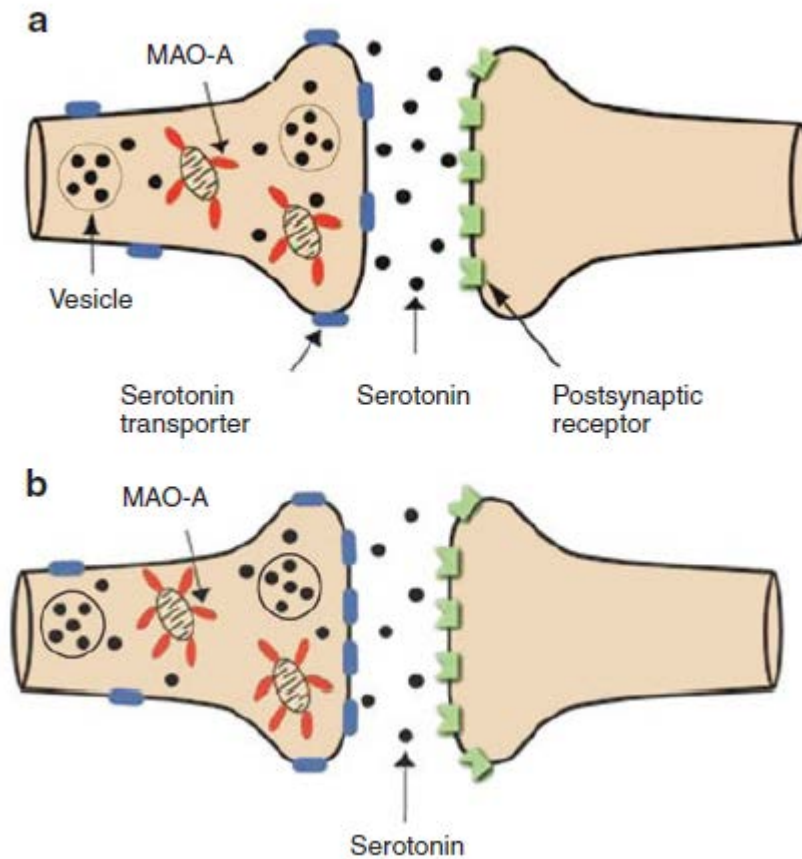 a
MAO-A
Vesicle
Serotonin
transporter
Serotonin
Postsynaptic
receptor
b
MAO-A
Serotonin